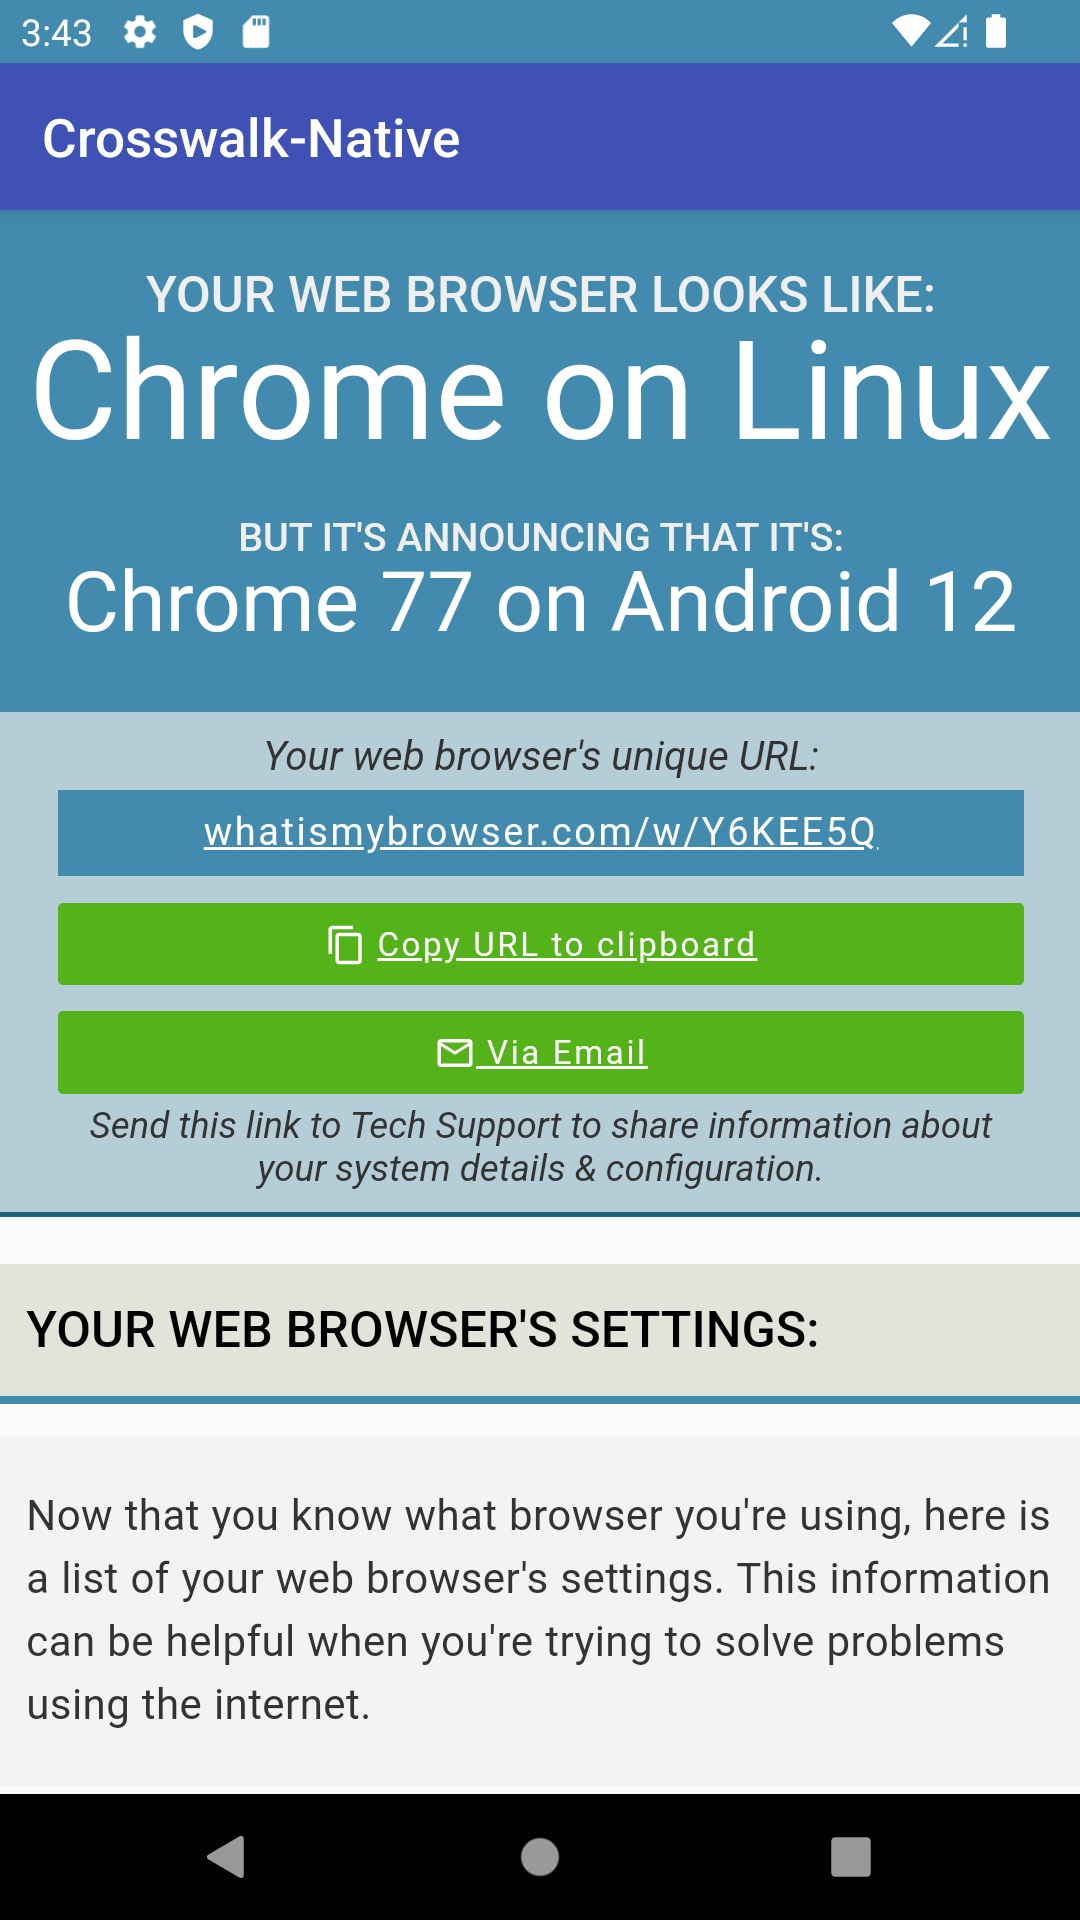 3:43
Crosswalk-Native
YOUR WEB BROWSER LOOKS LIKE:
Chrome on Linux
BUT IT'S ANNOUNCING THAT IT'S:
Chrome 77 on Android 12
Your web browser's unique URL:
whatismybrowser.com/w/Y6KEE5Q
Copy URL to clipboard
Via Email
Send this link to Tech Support to share information about
your system details & configuration.
YOUR WEB BROWSER'S SETTINGS:
Now that you know what browser you're using, here is
a list of your web browser's settings. This information
can be helpful when you're trying to solve problems
using the internet.